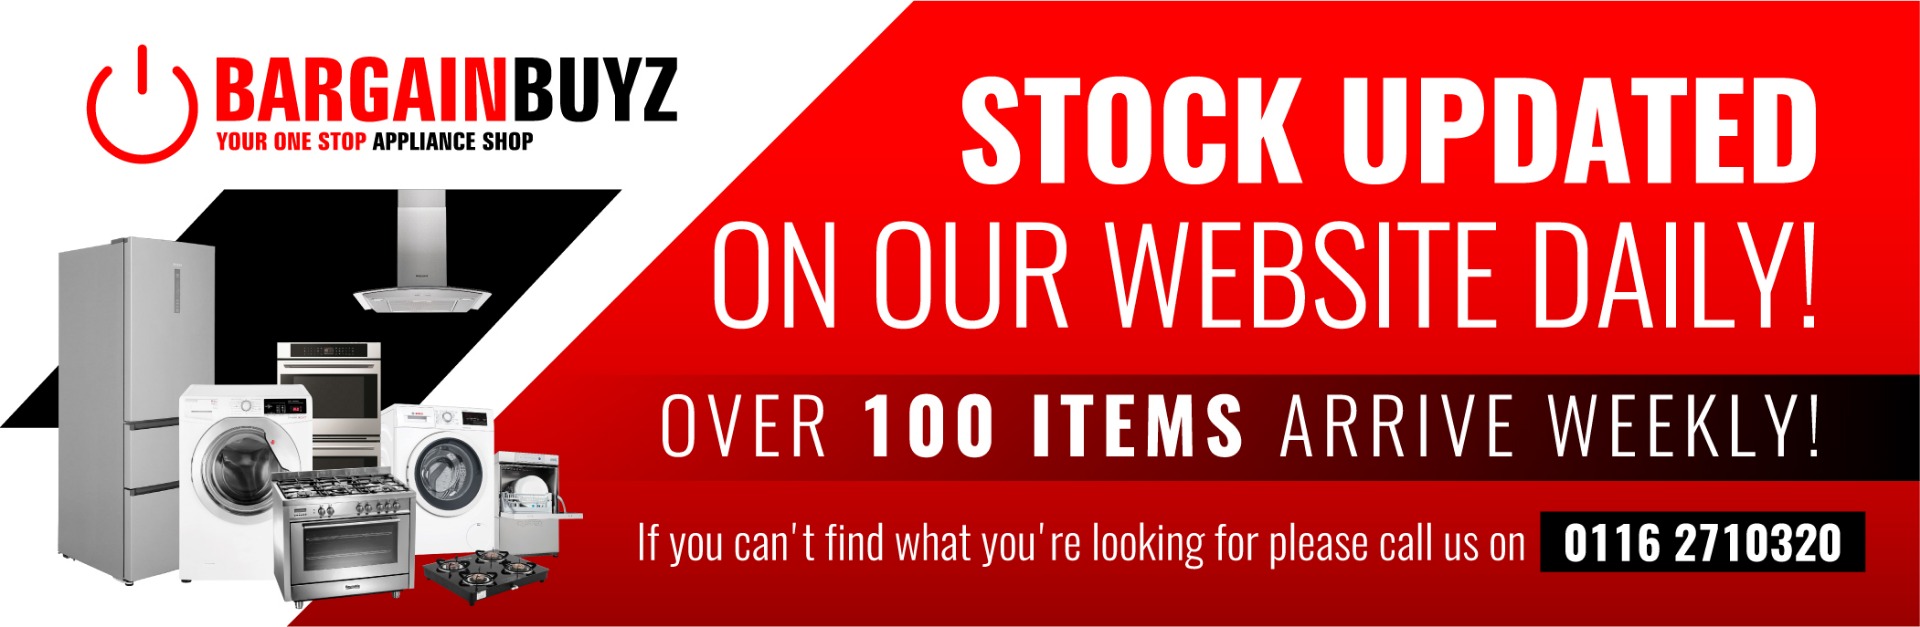 BARGAINBUYZ
YOUR ONE STOP APPLIANCE SHOP
STOCK UPDATED
ON OUR WEBSITE DAILY!
OVER 100 ITEMS ARRIVE WEEKLY!
If you can't find what you're looking for please call us on 0116 2710320